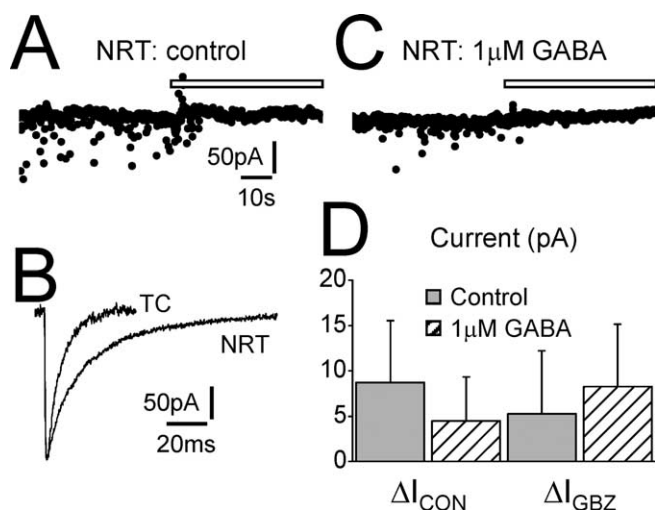 A
NRT: control
50pA
10s
C
NRT: 1μM GABA
B
TC
NRT
50pA
20ms
D
Current (pA)
20
15
10
5
0
Control
1μM GABA
ΔI_CON
ΔI_GBZ